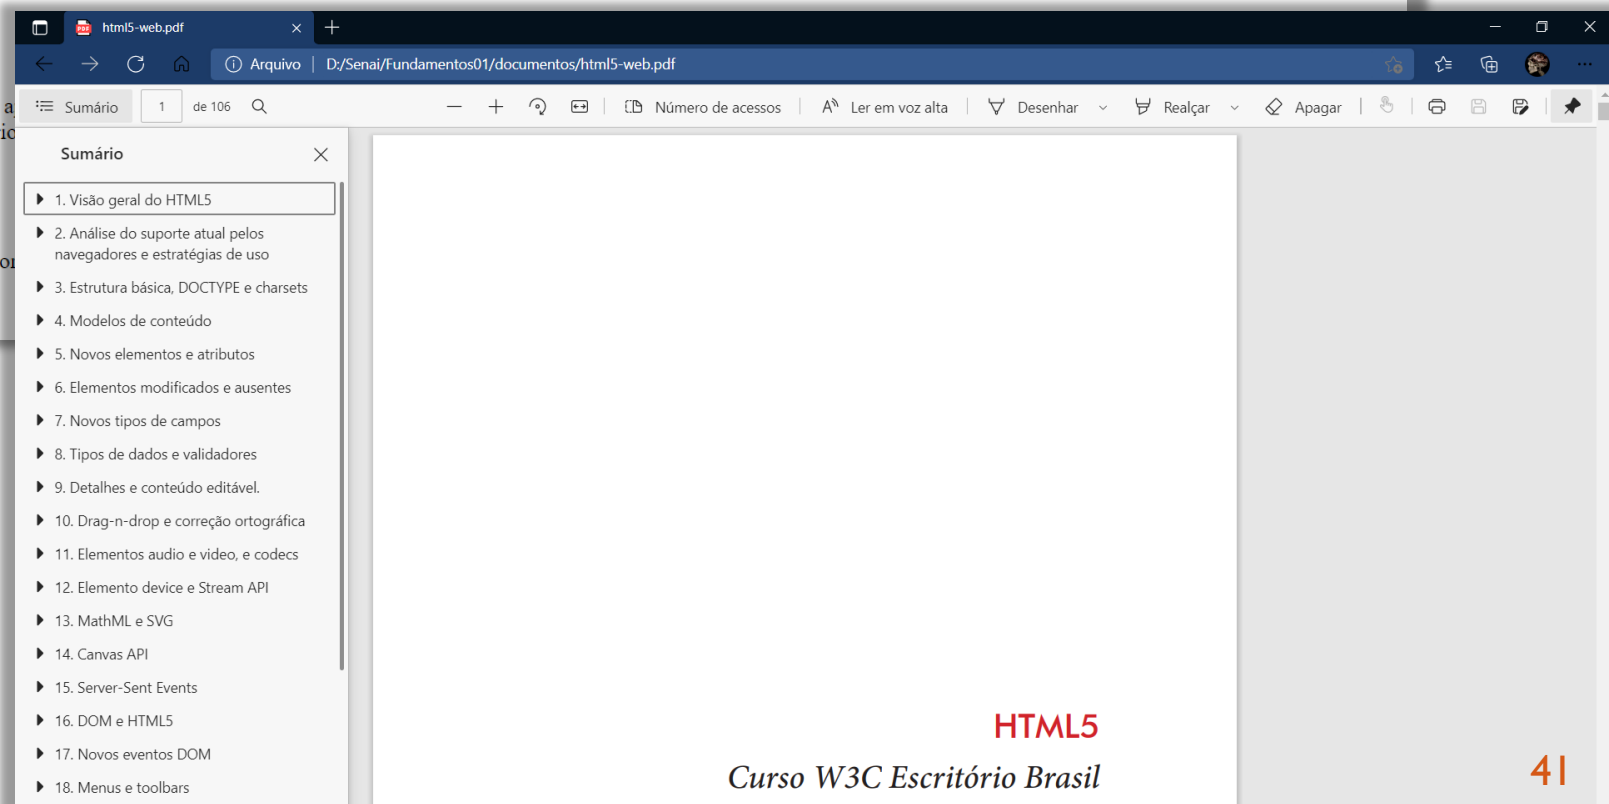 html5-web.pdf
Arquivo | D:/Senai/Fundamentos01/documentos/html5-web.pdf
Sumário 1 de 106 Número de acessos Ler em voz alta Desenhar Realçar Apagar
Sumário
1. Visão geral do HTML5
2. Análise do suporte atual pelos
navegadores e estratégias de uso
3. Estrutura básica, DOCTYPE e charsets
4. Modelos de conteúdo
5. Novos elementos e atributos
6. Elementos modificados e ausentes
7. Novos tipos de campos
8. Tipos de dados e validadores
9. Detalhes e conteúdo editável.
10. Drag-n-drop e correção ortográfica
11. Elementos audio e video, e codecs
12. Elemento device e Stream API
13. MathML e SVG
14. Canvas API
15. Server-Sent Events
16. DOM e HTML5
17. Novos eventos DOM
18. Menus e toolbars
HTML5
Curso W3C Escritório Brasil
41